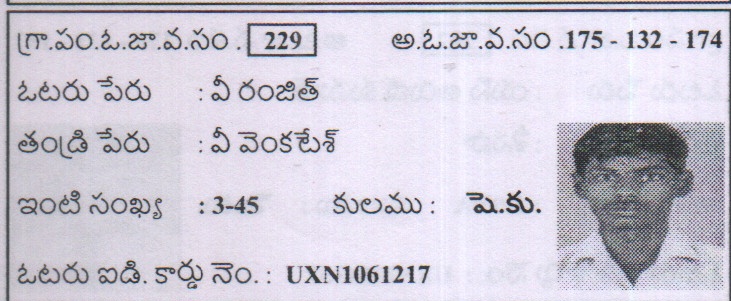 గ్రా.పం.ఓ.జా.వ.సం . 229 అ.ఓ.జా.వ.సం .175 - 132 - 174
ఓటరు పేరు : వీ రంజిత్
తండ్రి పేరు : వీ వెంకటేశ్
ఇంటి సంఖ్య : 3-45 కులము : షె.కు.
ఓటరు ఐడి. కార్డు నెం. : UXN1061217